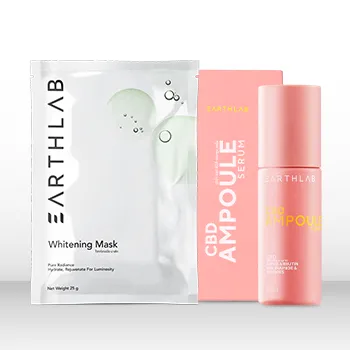 EARTHLAB
Whitening Mask
Pure Radiance
Hydrate, Rejuvenate For Luminosity
Net Weight 25 g
EARTHLAB
CBD
AMPOULE
SERUM
EARTHLAB
CBD
AMPOULE